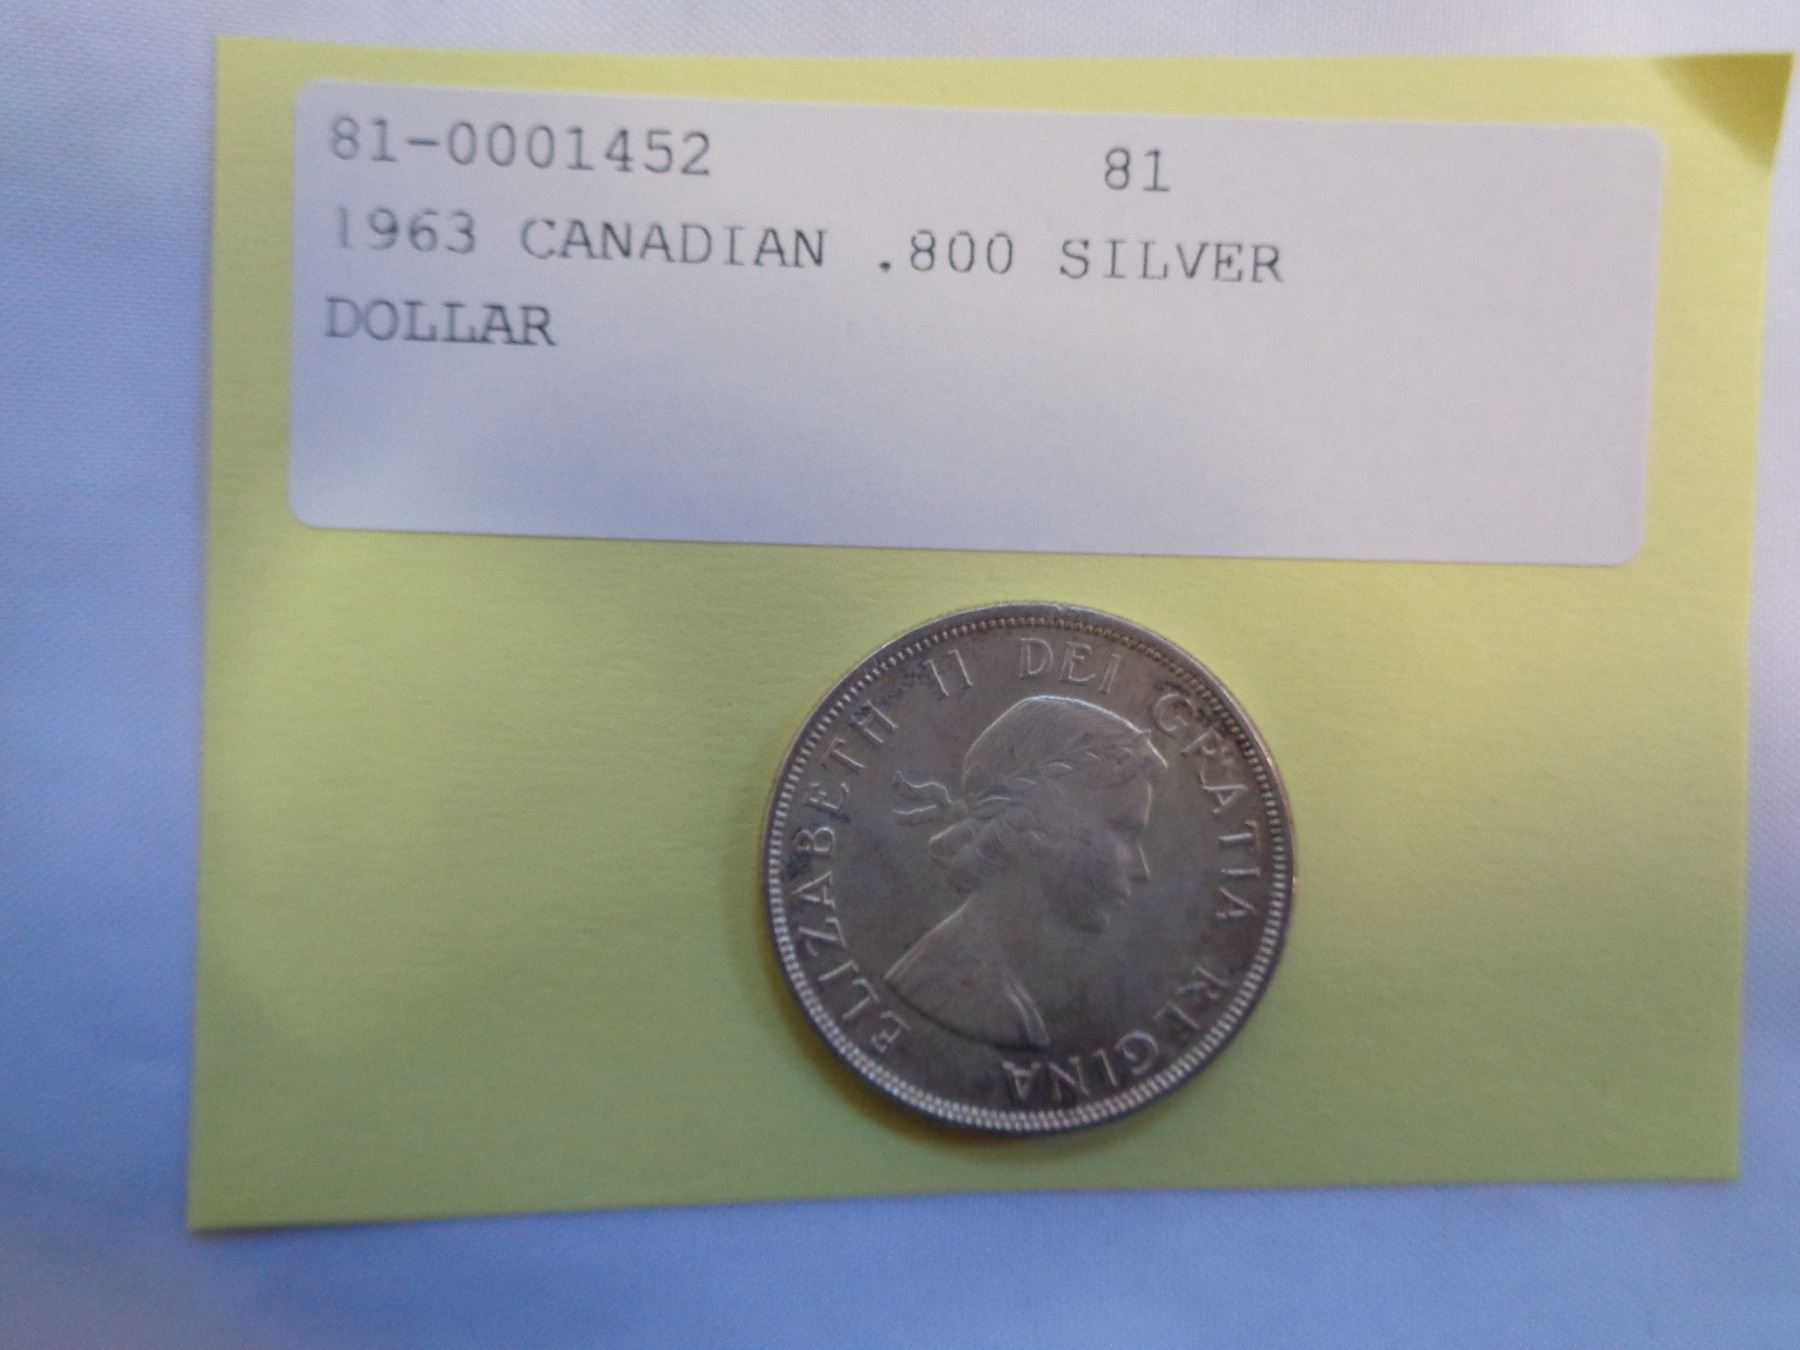 81-0001452 81
1963 CANADIAN .800 SILVER
DOLLAR
ELIZABETH II DEI GRATIA REGINA